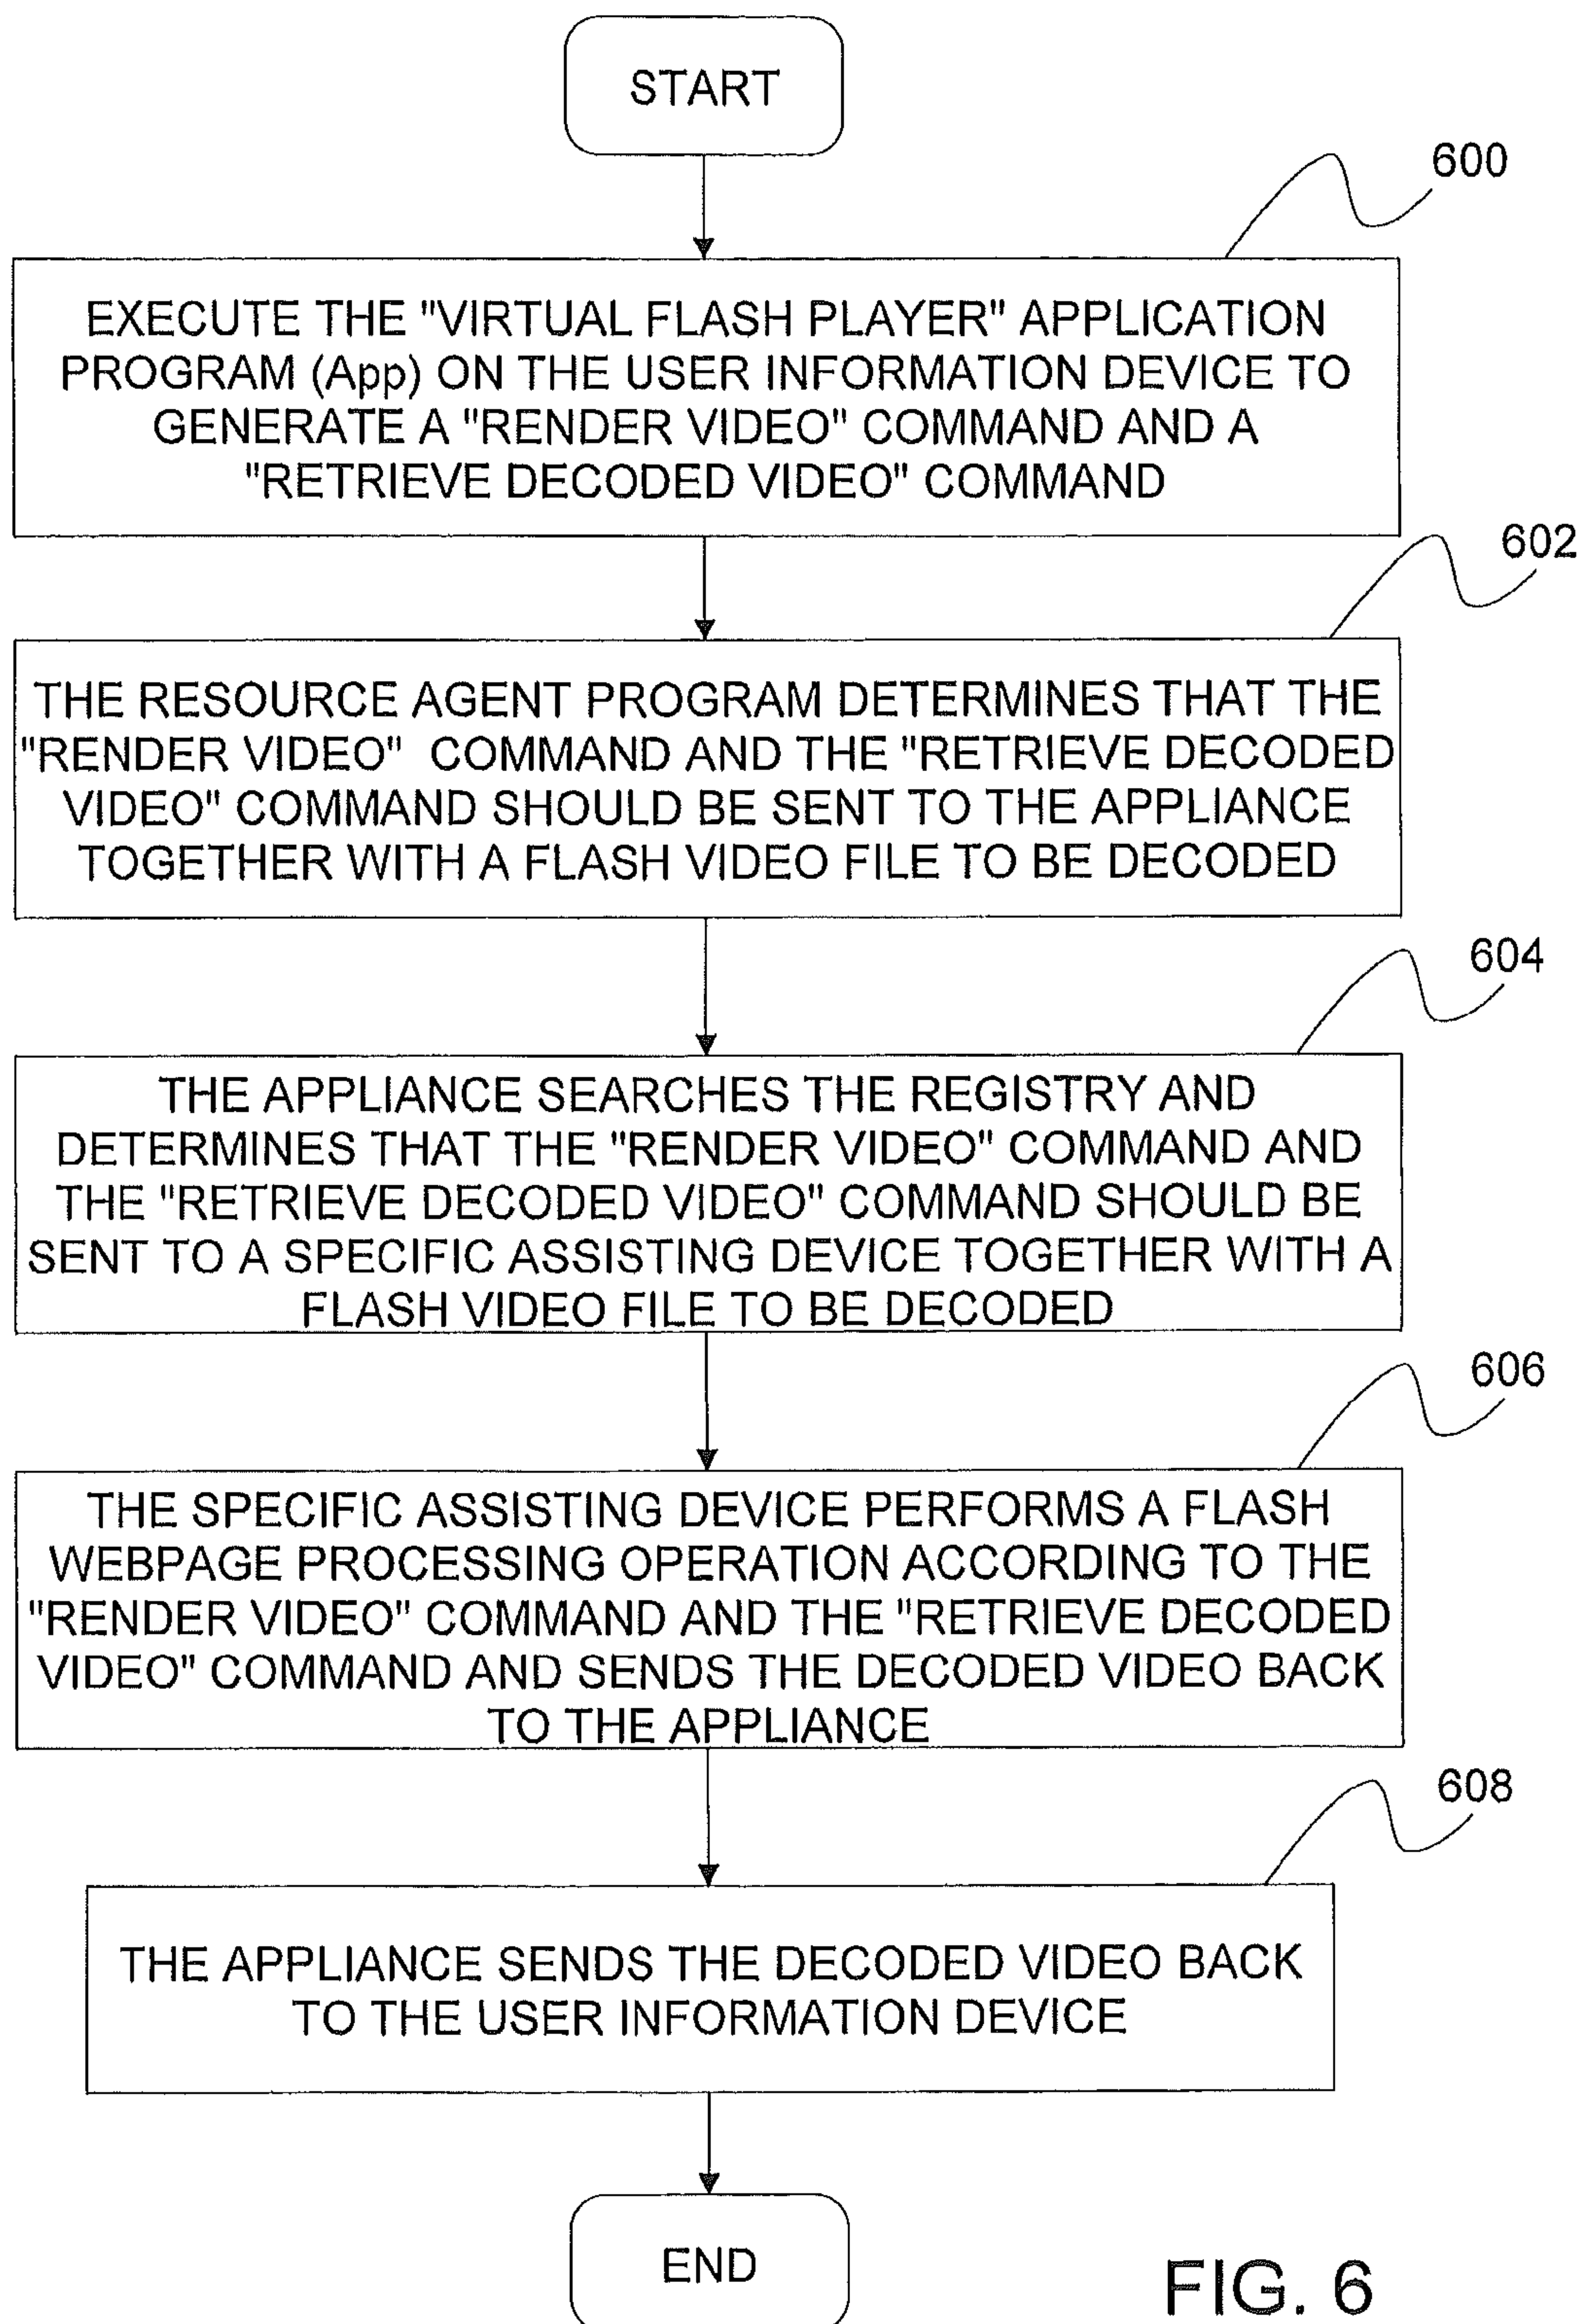 START
600
EXECUTE THE "VIRTUAL FLASH PLAYER" APPLICATION
PROGRAM (App) ON THE USER INFORMATION DEVICE TO
GENERATE A "RENDER VIDEO" COMMAND AND A
"RETRIEVE DECODED VIDEO" COMMAND
602
THE RESOURCE AGENT PROGRAM DETERMINES THAT THE
"RENDER VIDEO" COMMAND AND THE "RETRIEVE DECODED
VIDEO" COMMAND SHOULD BE SENT TO THE APPLIANCE
TOGETHER WITH A FLASH VIDEO FILE TO BE DECODED
604
THE APPLIANCE SEARCHES THE REGISTRY AND
DETERMINES THAT THE "RENDER VIDEO" COMMAND AND
THE "RETRIEVE DECODED VIDEO" COMMAND SHOULD BE
SENT TO A SPECIFIC ASSISTING DEVICE TOGETHER WITH A
FLASH VIDEO FILE TO BE DECODED
606
THE SPECIFIC ASSISTING DEVICE PERFORMS A FLASH
WEBPAGE PROCESSING OPERATION ACCORDING TO THE
"RENDER VIDEO" COMMAND AND THE "RETRIEVE DECODED
VIDEO" COMMAND AND SENDS THE DECODED VIDEO BACK
TO THE APPLIANCE
608
THE APPLIANCE SENDS THE DECODED VIDEO BACK
TO THE USER INFORMATION DEVICE
END
FIG. 6